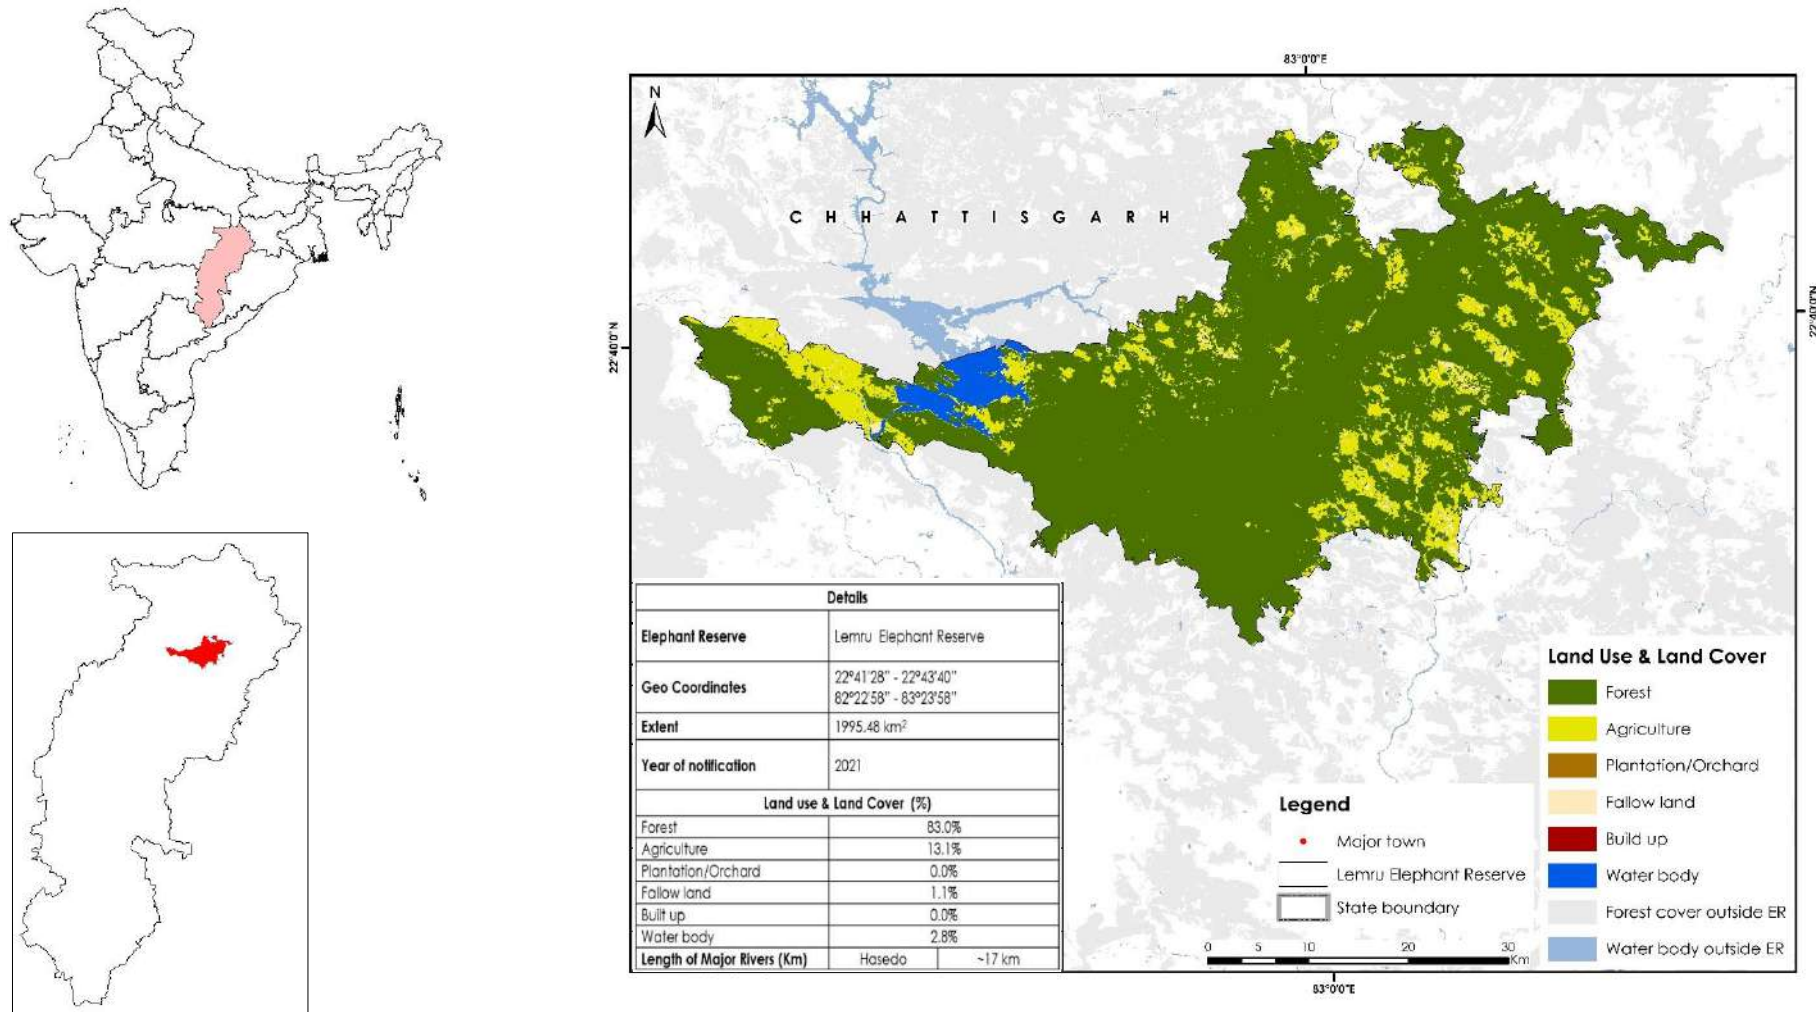 83°0'0"E
N
CHHATTISGARH
22°40'N
22°40'0"N
Details
Elephant Reserve Lemru Elephant Reserve
Geo Coordinates 22°41'28" - 22°43'40"
82°22'58" - 83°23'58"
Extent 1995.48 km²
Year of notification 2021
Land use & Land Cover (%)
Forest 83.0%
Agriculture 13.1%
Plantation/Orchard 0.0%
Fallow land 1.1%
Built up 0.0%
Water body 2.8%
Length of Major Rivers (Km) Hasedo ~17 km
Legend
Major town
Lemru Elephant Reserve
State boundary
0 5 10 20 30
Km
Land Use & Land Cover
Forest
Agriculture
Plantation/Orchard
Fallow land
Build up
Water body
Forest cover outside ER
Water body outside ER
83°0'0"E